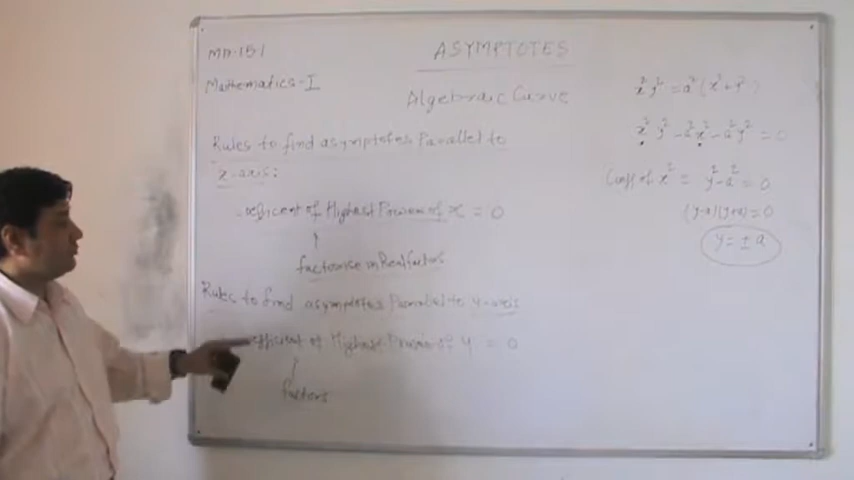 MA-151
ASYMPTOTES
Mathematics-I
Algebraic Curve
Rules to find asymptotes Parallel to
x-axis:
Coefficient of Highest Power of x = 0
↑
factorise in Real factors
Rules to find asymptotes Parallel to y-axis
efficient of Highest Power of y = 0
↑
factors
x²y² = a²(x²+y²)
x²y² - a²x² - a²y² = 0
Coeff of x² = y² - a² = 0
(y-a)(y+a) = 0
y = ± a